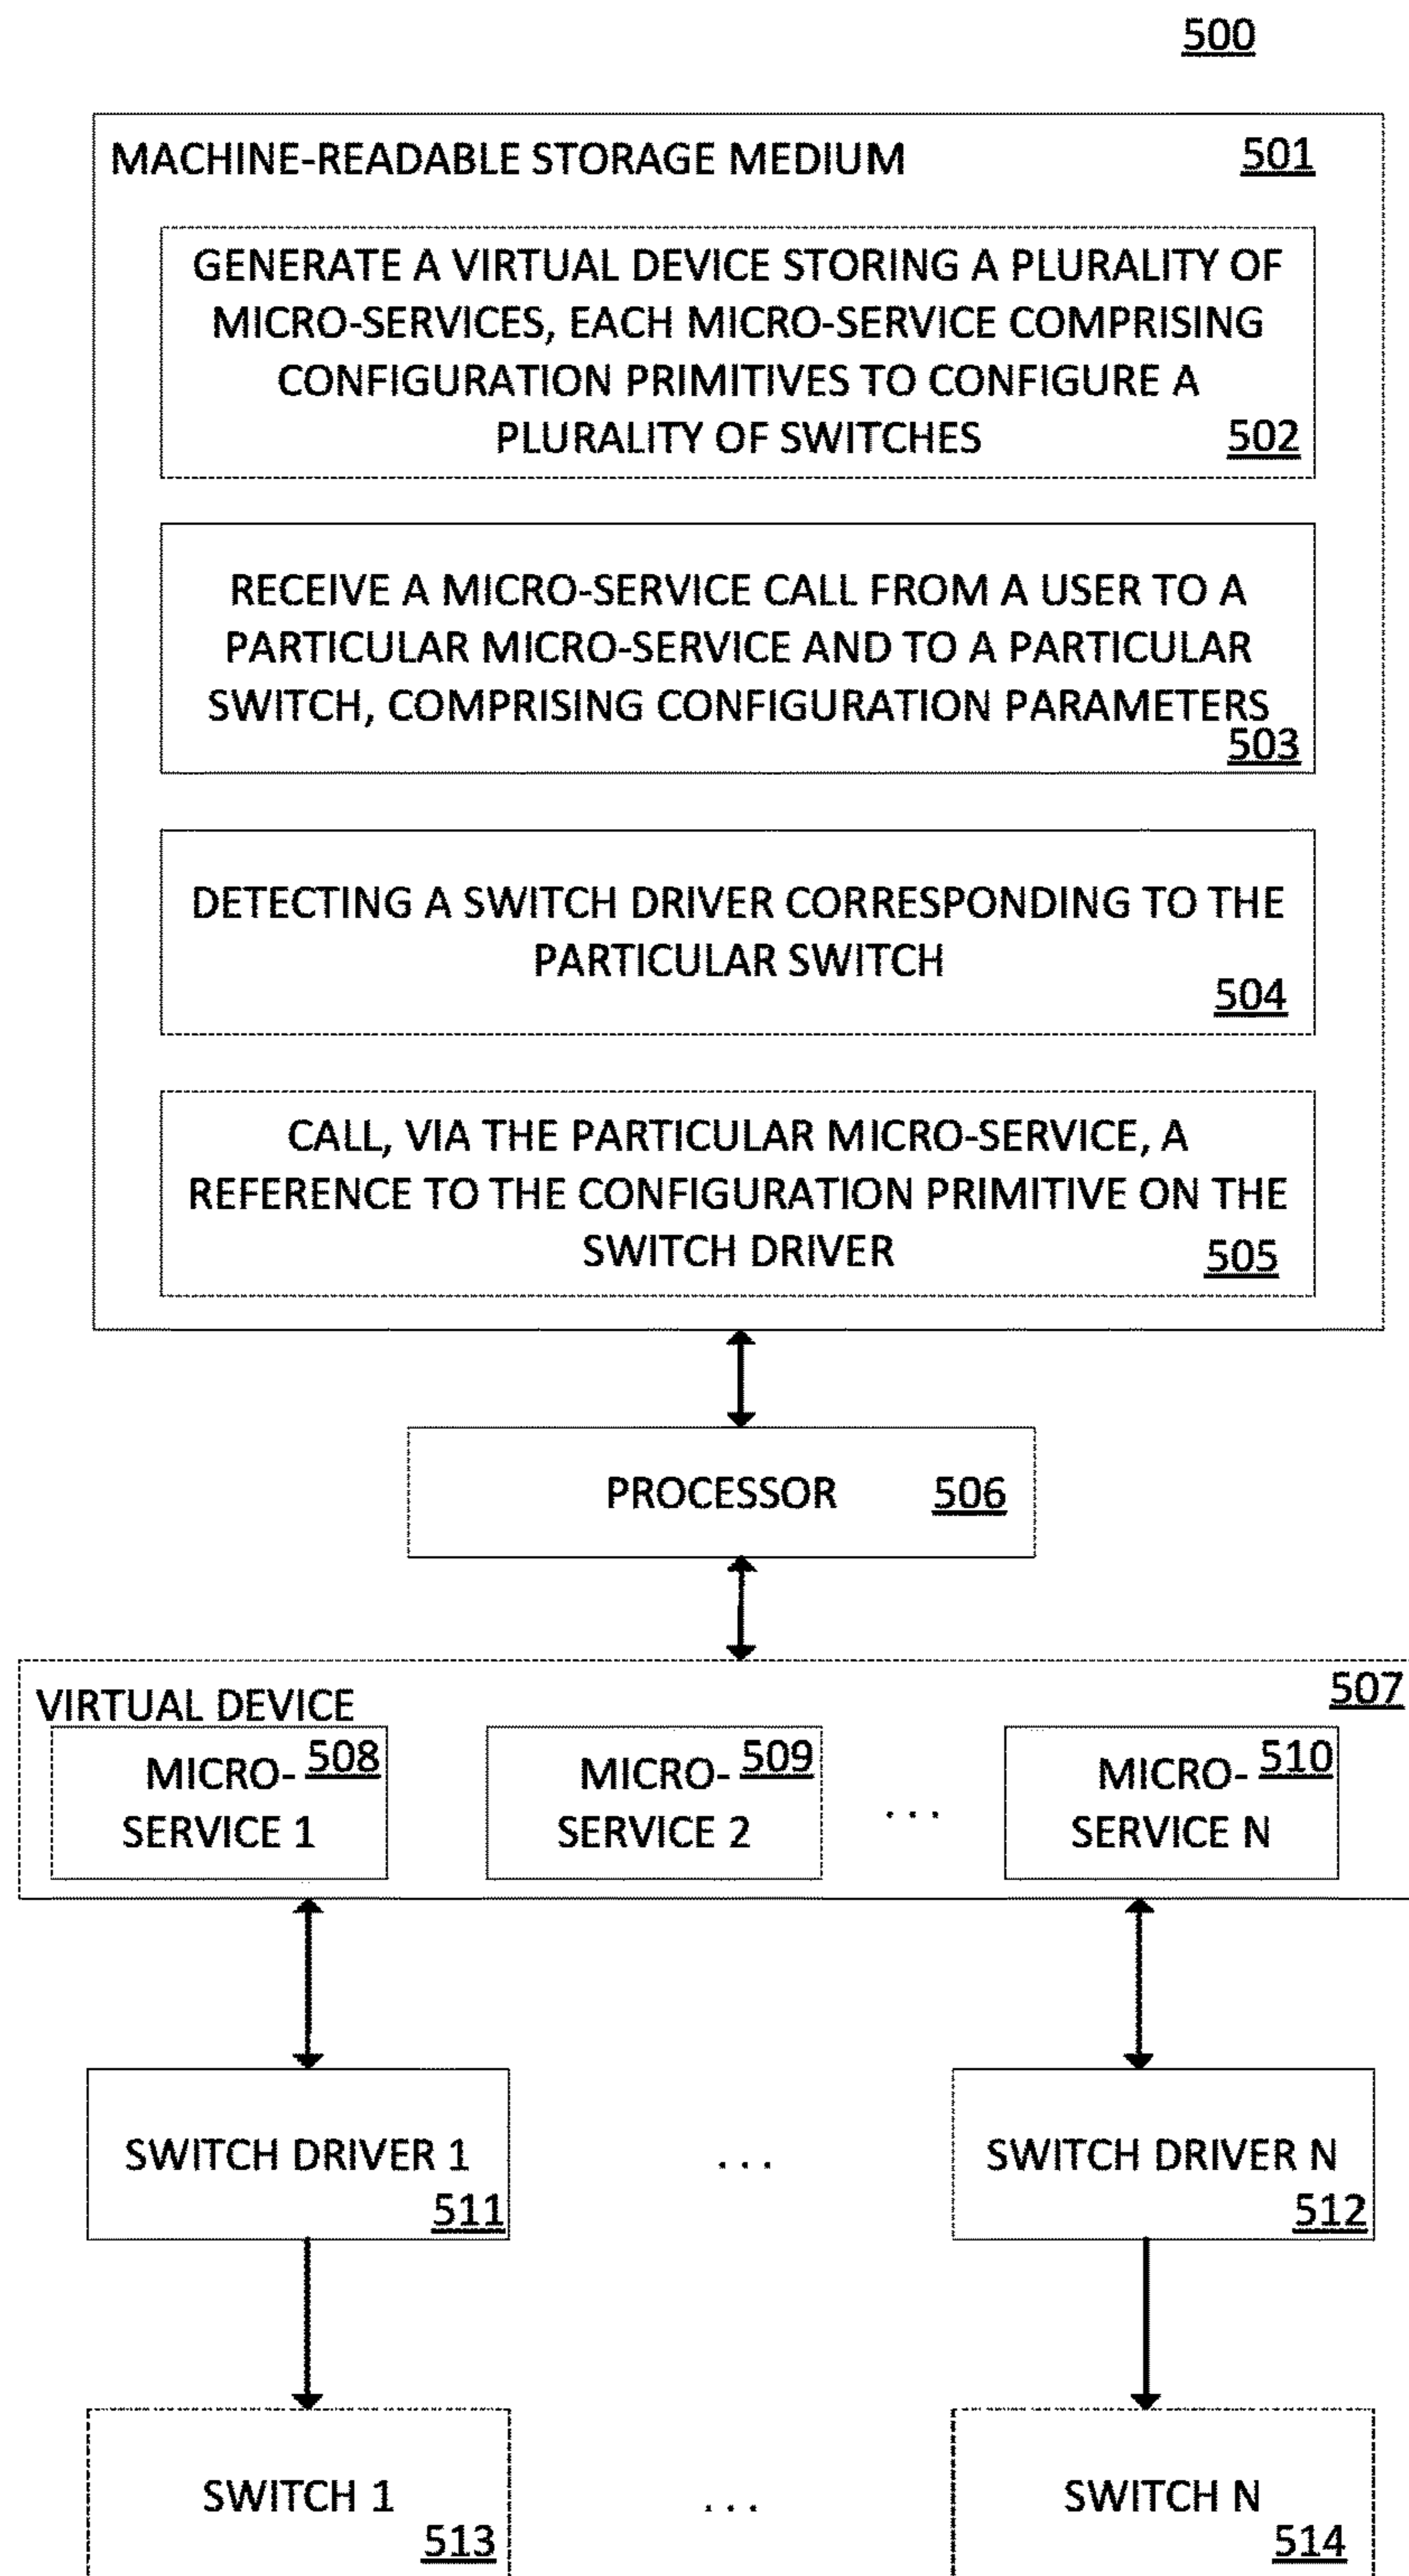 500
MACHINE-READABLE STORAGE MEDIUM 501
GENERATE A VIRTUAL DEVICE STORING A PLURALITY OF
MICRO-SERVICES, EACH MICRO-SERVICE COMPRISING
CONFIGURATION PRIMITIVES TO CONFIGURE A
PLURALITY OF SWITCHES 502
RECEIVE A MICRO-SERVICE CALL FROM A USER TO A
PARTICULAR MICRO-SERVICE AND TO A PARTICULAR
SWITCH, COMPRISING CONFIGURATION PARAMETERS
503
DETECTING A SWITCH DRIVER CORRESPONDING TO THE
PARTICULAR SWITCH
504
CALL, VIA THE PARTICULAR MICRO-SERVICE, A
REFERENCE TO THE CONFIGURATION PRIMITIVE ON THE
SWITCH DRIVER 505
PROCESSOR 506
VIRTUAL DEVICE 507
MICRO- 508
SERVICE 1
MICRO- 509
SERVICE 2
...
MICRO- 510
SERVICE N
SWITCH DRIVER 1
511
...
SWITCH DRIVER N
512
SWITCH 1
513
...
SWITCH N
514